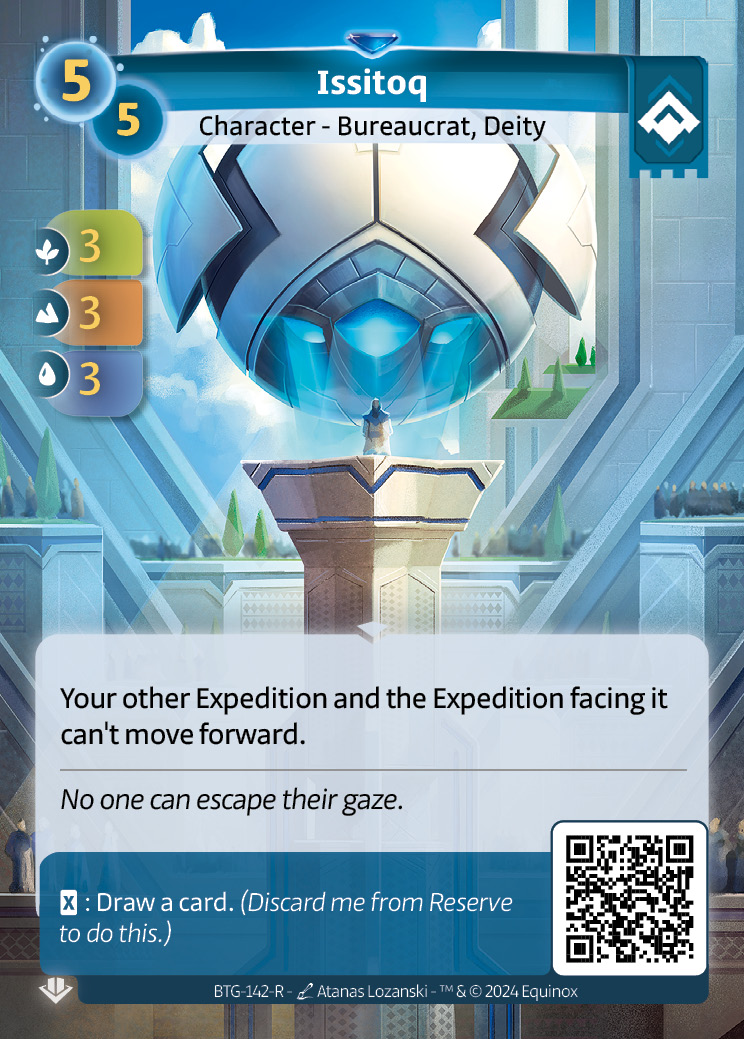 5
5
Issitoq
Character - Bureaucrat, Deity
3
3
3
Your other Expedition and the Expedition facing it
can't move forward.
No one can escape their gaze.
X : Draw a card. (Discard me from Reserve
to do this.)
BTG-142-R - Atanas Lozanski - ™ & © 2024 Equinox